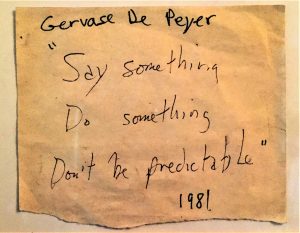 Gervase De Peyer
"Say something
Do something
Don't be predictable"
1981